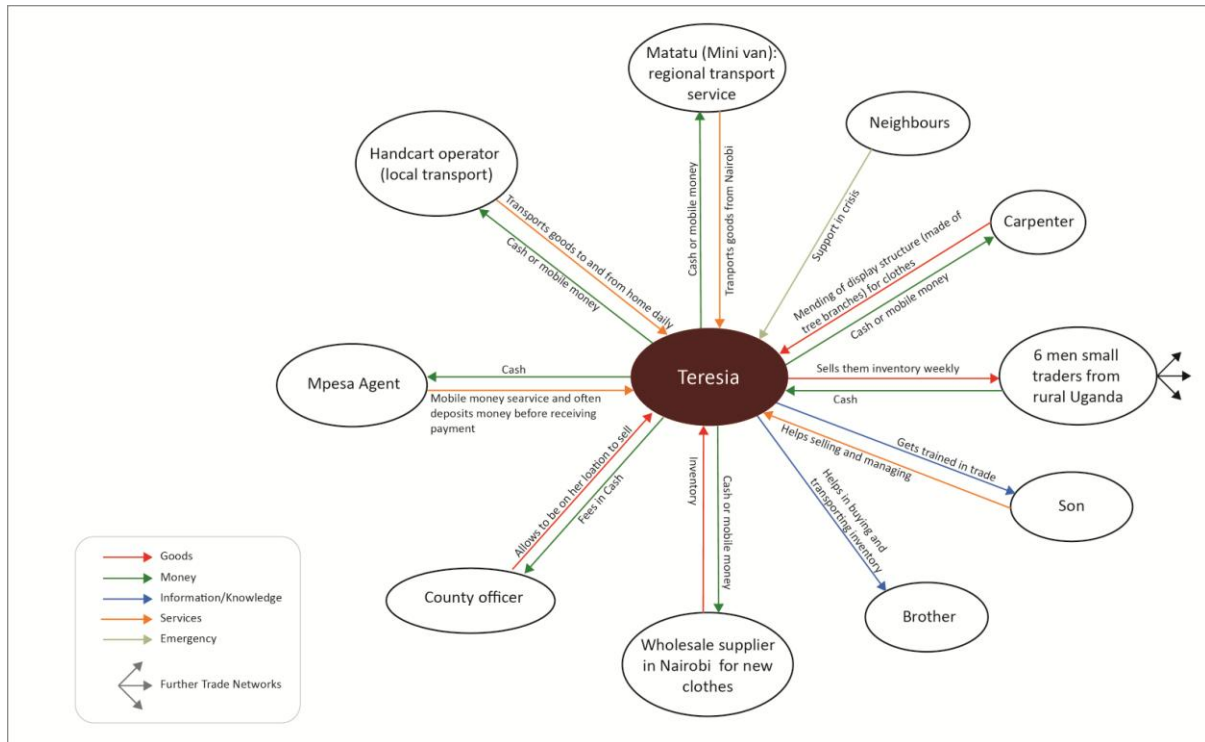 Matatu (Mini van):
regional transport
service
Neighbours
Handcart operator
(local transport)
Carpenter
Cash or mobile money
Tranports goods from Nairobi
Support in crisis
Transports goods to and from home daily
Cash or mobile money
Mending of display structure (made of
tree branches) for clothes
Cash or mobile money
Mpesa Agent
Cash
Mobile money searvice and often
deposits money before receiving
payment
Teresia
Sells them inventory weekly
Cash
6 men small
traders from
rural Uganda
Gets trained in trade
Helps selling and managing
Son
Allows to be on her loation to sell
Fees in Cash
Inventory
Cash or mobile money
Helps in buying and
transporting inventory
County officer
Wholesale supplier
in Nairobi for new
clothes
Brother
Goods
Money
Information/Knowledge
Services
Emergency
Further Trade Networks